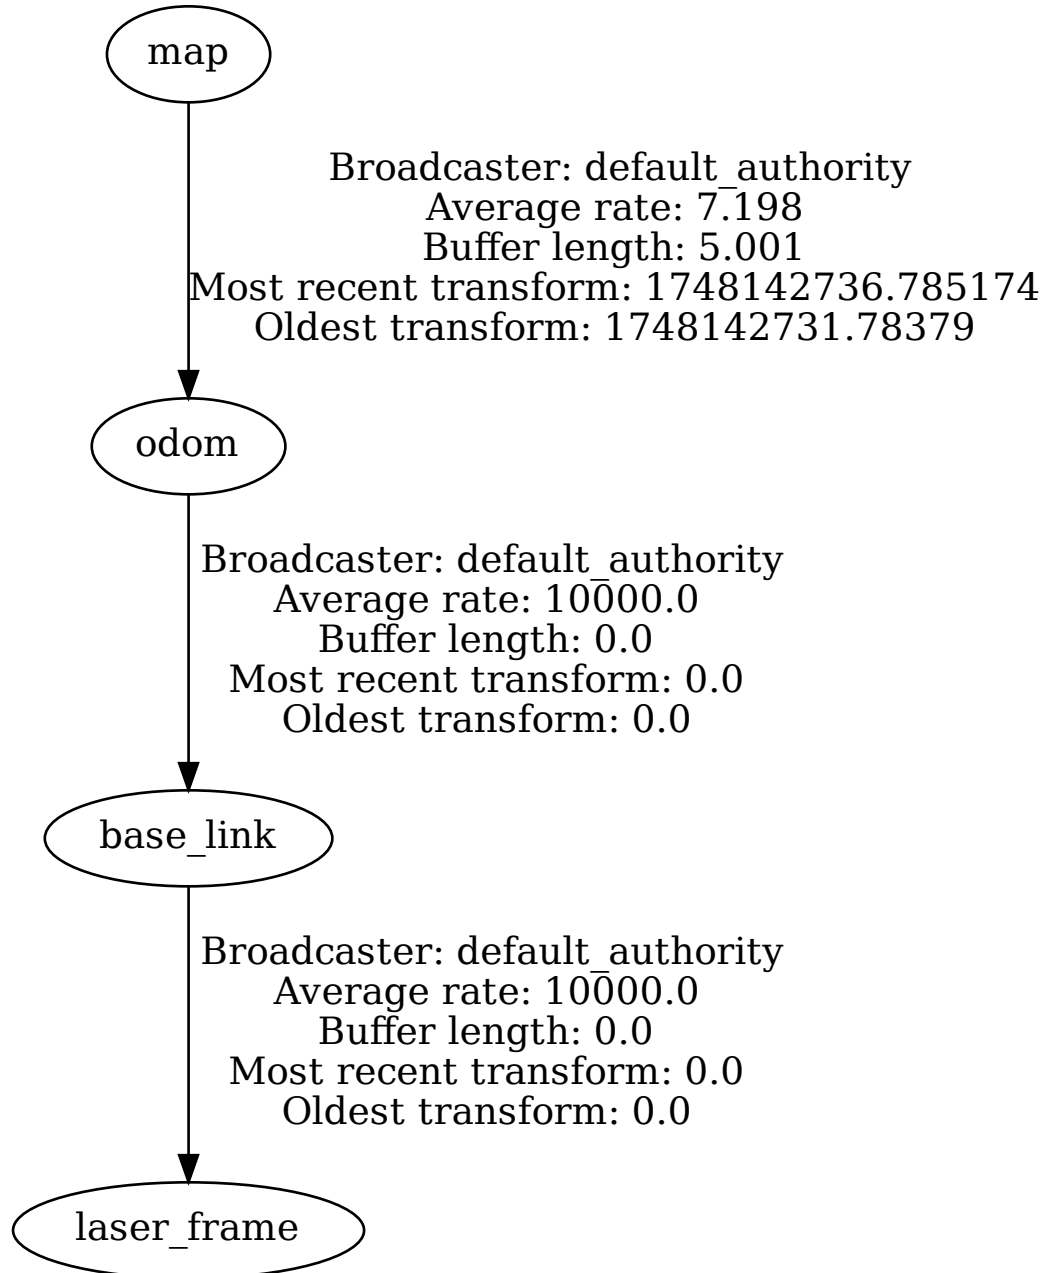 map
Broadcaster: default_authority
Average rate: 7.198
Buffer length: 5.001
Most recent transform: 1748142736.785174
Oldest transform: 1748142731.78379
odom
Broadcaster: default_authority
Average rate: 10000.0
Buffer length: 0.0
Most recent transform: 0.0
Oldest transform: 0.0
base_link
Broadcaster: default_authority
Average rate: 10000.0
Buffer length: 0.0
Most recent transform: 0.0
Oldest transform: 0.0
laser_frame